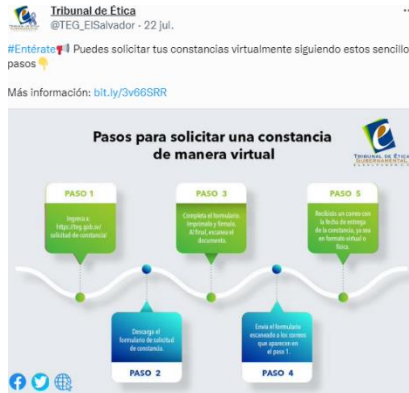 Tribunal de Ética
@TEG_ElSalvador · 22 jul.
#Entérate Puedes solicitar tus constancias virtualmente siguiendo estos sencillo
pasos
Más información: bit.ly/3v66SRR
Pasos para solicitar una constancia
de manera virtual
TRIBUNAL DE ÉTICA
GUBERNAMENTAL
PASO 1
Ingresa a:
https://teg.gob.sv/
solicitud de constancia/
Descarga el
formulario de solicitud
de constancia.
PASO 2
PASO 3
Completa el formulario
imprímelo y fírmalo.
Al final, escanea el
documento.
Envía el formulario
escaneado a los correos
que aparecen en
el paso 1.
PASO 4
PASO 5
Recibirás un correo con
la fecha de entrega
de la constancia, ya sea
en formato virtual o
físico.